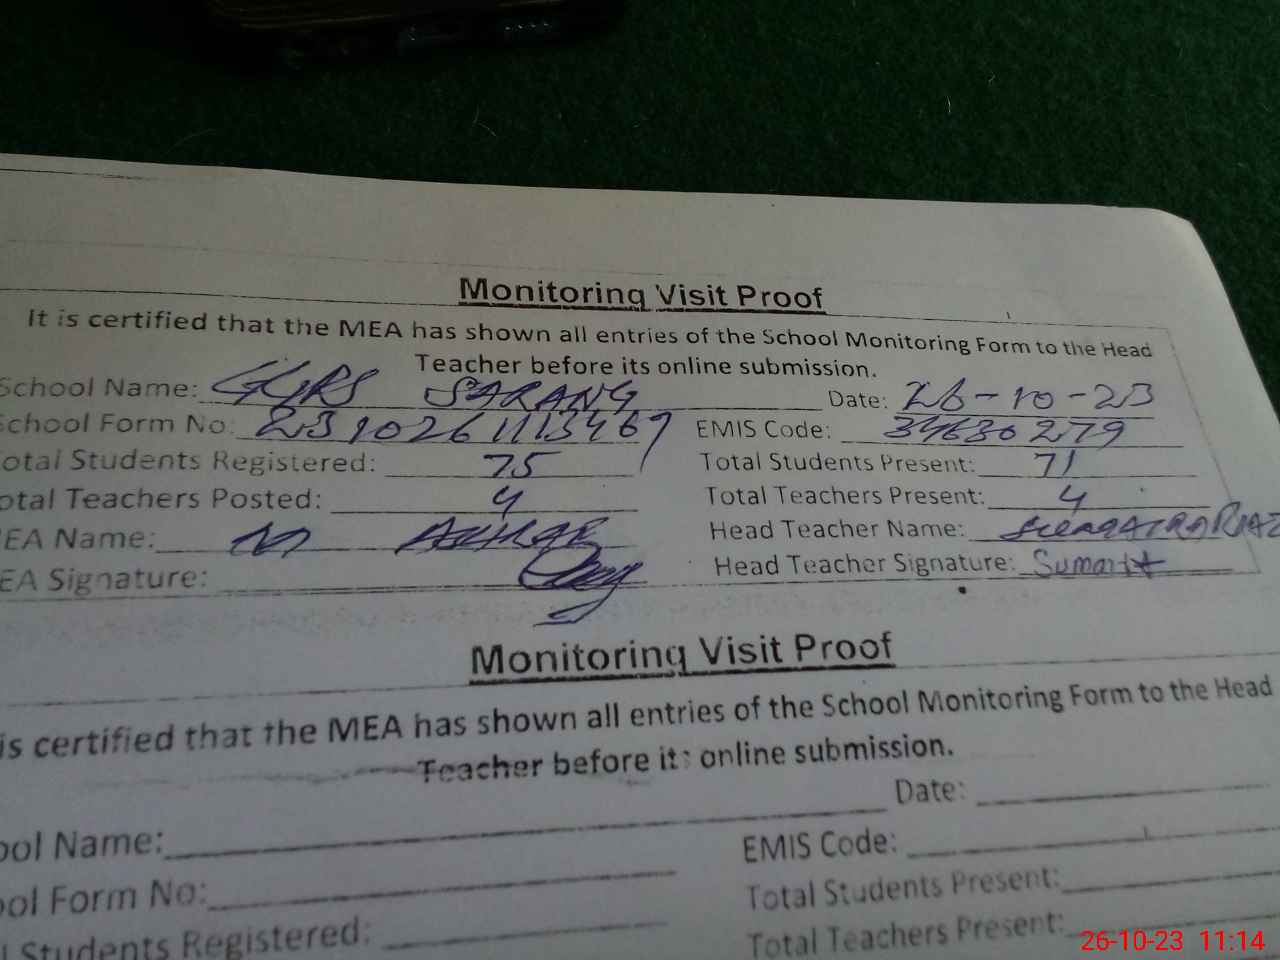 Monitoring Visit Proof
It is certified that the MEA has shown all entries of the School Monitoring Form to the Head
Teacher before its online submission.
School Name: GGPS SARANG Date: 26-10-23
School Form No: 23102611113469 EMIS Code: 34630279
otal Students Registered: 75 Total Students Present: 71
otal Teachers Posted: 4 Total Teachers Present: 4
EA Name: M Head Teacher Name:
EA Signature: Head Teacher Signature:
Monitoring Visit Proof
is certified that the MEA has shown all entries of the School Monitoring Form to the Head
Teacher before its online submission.
Date:
ool Name:
EMIS Code:
ool Form No:
Total Students Present:
l Students Registered:
Total Teachers Present:
26-10-23 11:14